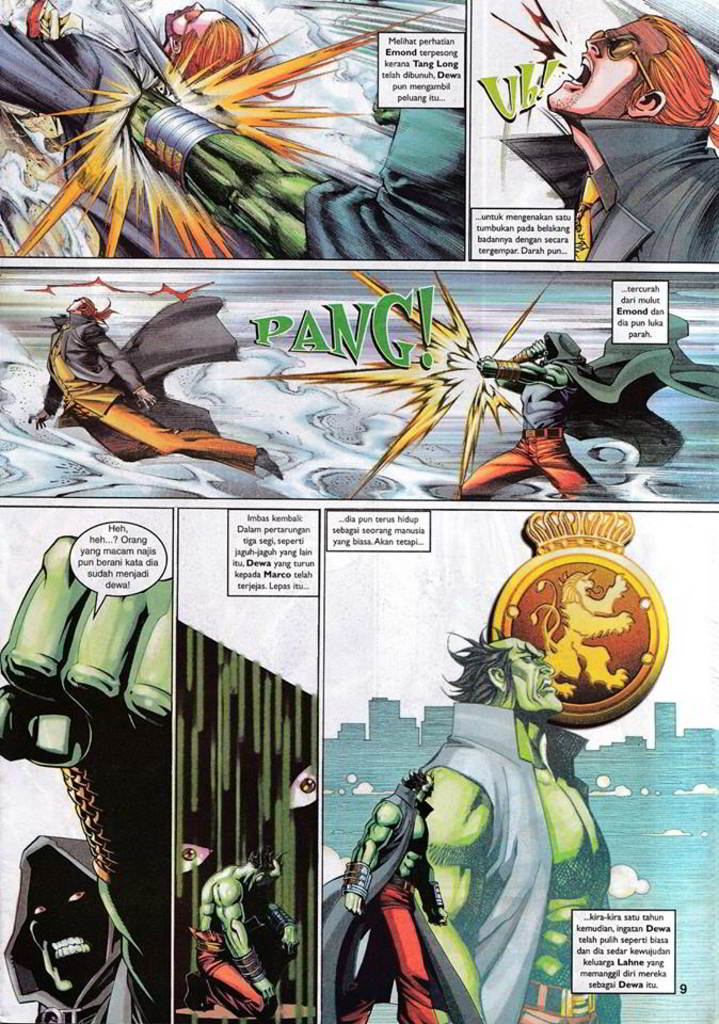 Melihat perhatian
Emond terpesong
kerana Tang Long
telah dibunuh, Dewa
pun mengambil
peluang itu...
UH!
...untuk mengenakan satu
tumbukan pada belakang
badannya dengan secara
tergempar. Darah pun...
PANG!
...tercurah
dari mulut
Emond dan
dia pun luka
parah.
Heh,
heh...? Orang
yang macam najis
pun berani kata dia
sudah menjadi
dewa!
Imbas kembali:
Dalam pertarungan
tiga segi, seperti
jaguh-jaguh yang lain
itu, Dewa yang turun
kepada Marco telah
terjejas. Lepas itu...
...dia pun terus hidup
sebagai seorang manusia
yang biasa. Akan tetapi...
...kira-kira satu tahun
kemudian, ingatan Dewa
telah pulih seperti biasa
dan dia sedar kewujudan
keluarga Lahne yang
memanggil diri mereka
sebagai Dewa itu.
9